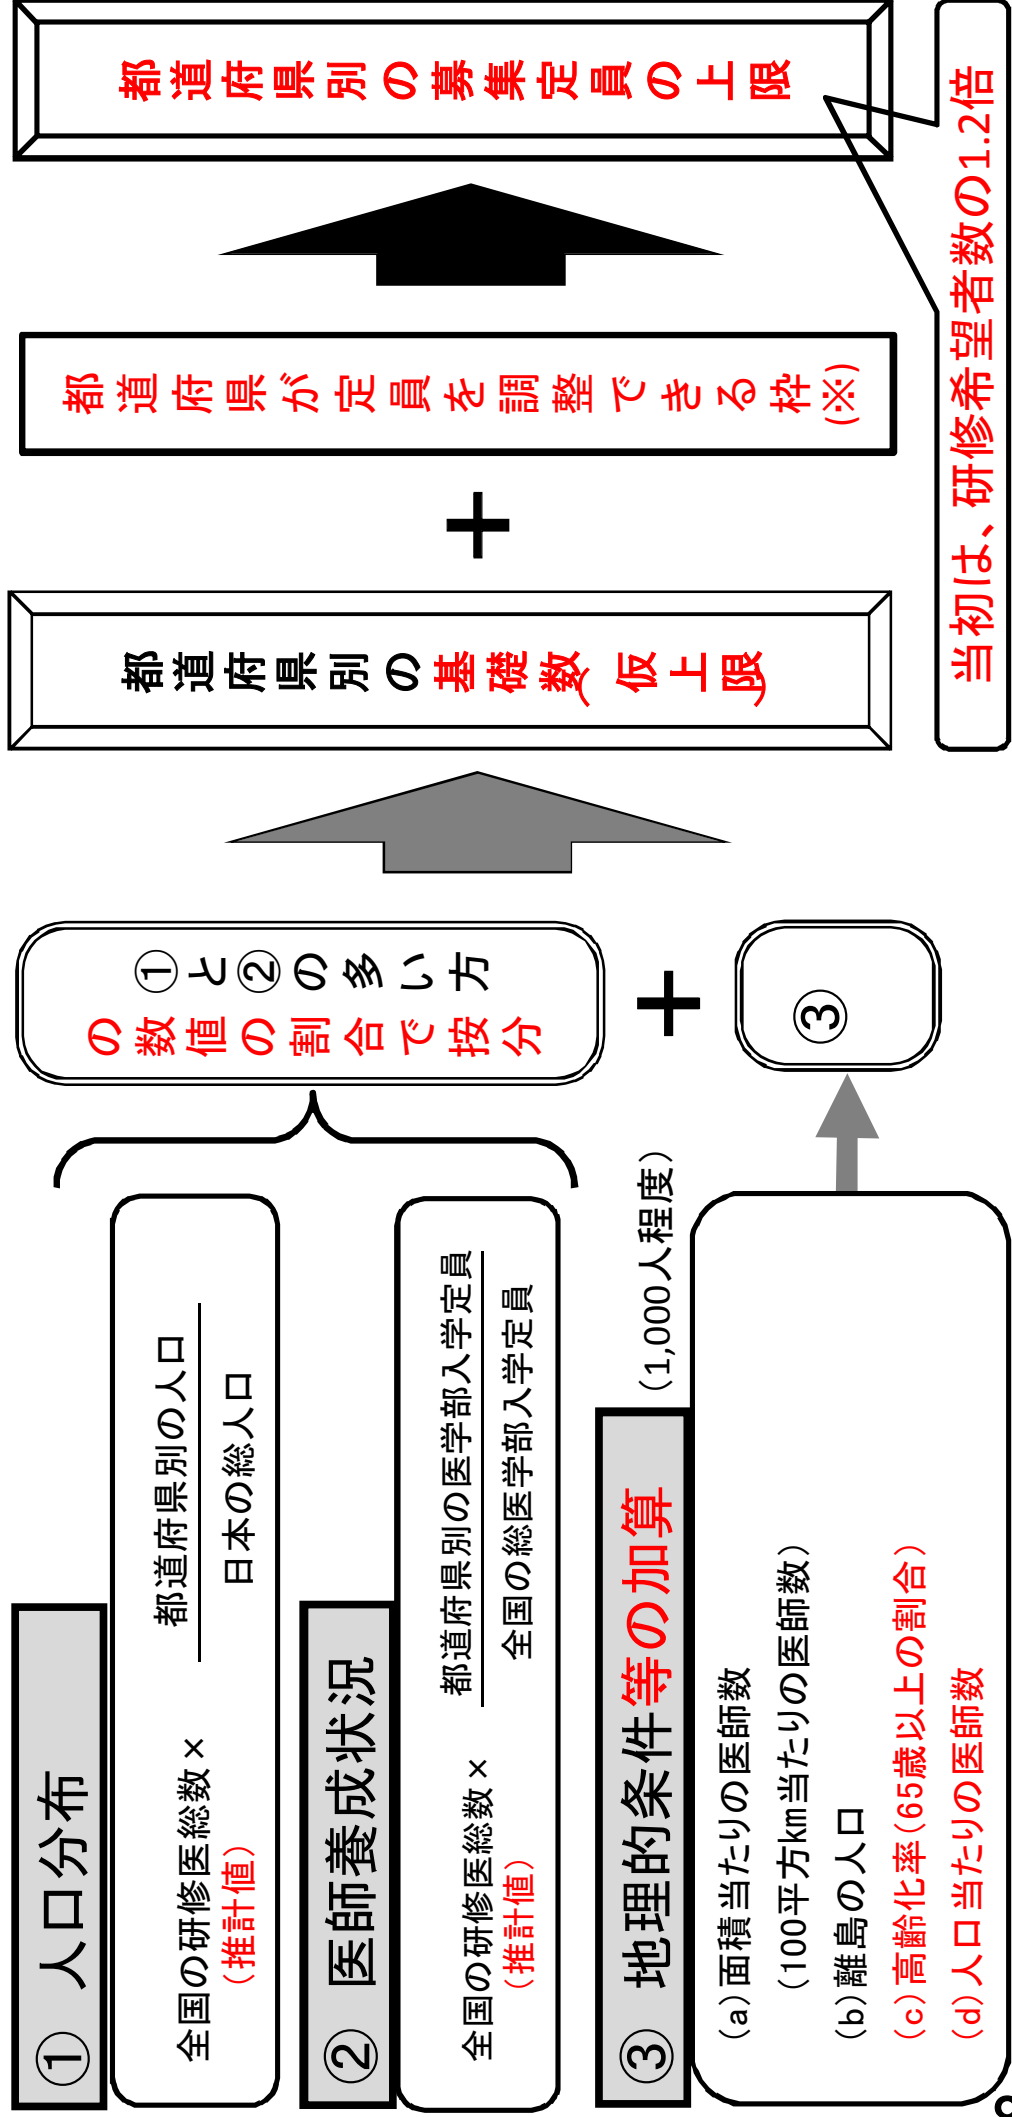 ① 人口分布
全国の研修医総数×
(推計値)
都道府県別の人口
日本の総人口
② 医師養成状況
全国の研修医総数×
(推計値)
都道府県別の医学部入学定員
全国の総医学部入学定員
③ 地理的条件等の加算
(1,000人程度)
(a)面積当たりの医師数
(100平方km当たりの医師数)
(b)離島の人口
(c)高齢化率(65歳以上の割合)
(d)人口当たりの医師数
①と②の多い方
の数値の割合で按分
+
③
都道府県別の基礎数(仮上限)
+
都道府県が定員を調整できる枠(※)
都道府県別の募集定員の上限
当初は、研修希望者数の1.2倍